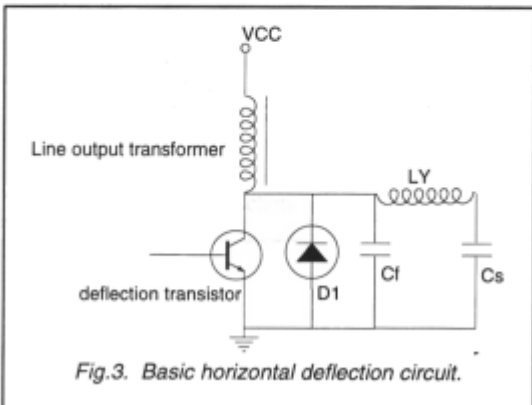 VCC
Line output transformer
LY
deflection transistor
D1
Cf
Cs
Fig.3. Basic horizontal deflection circuit.